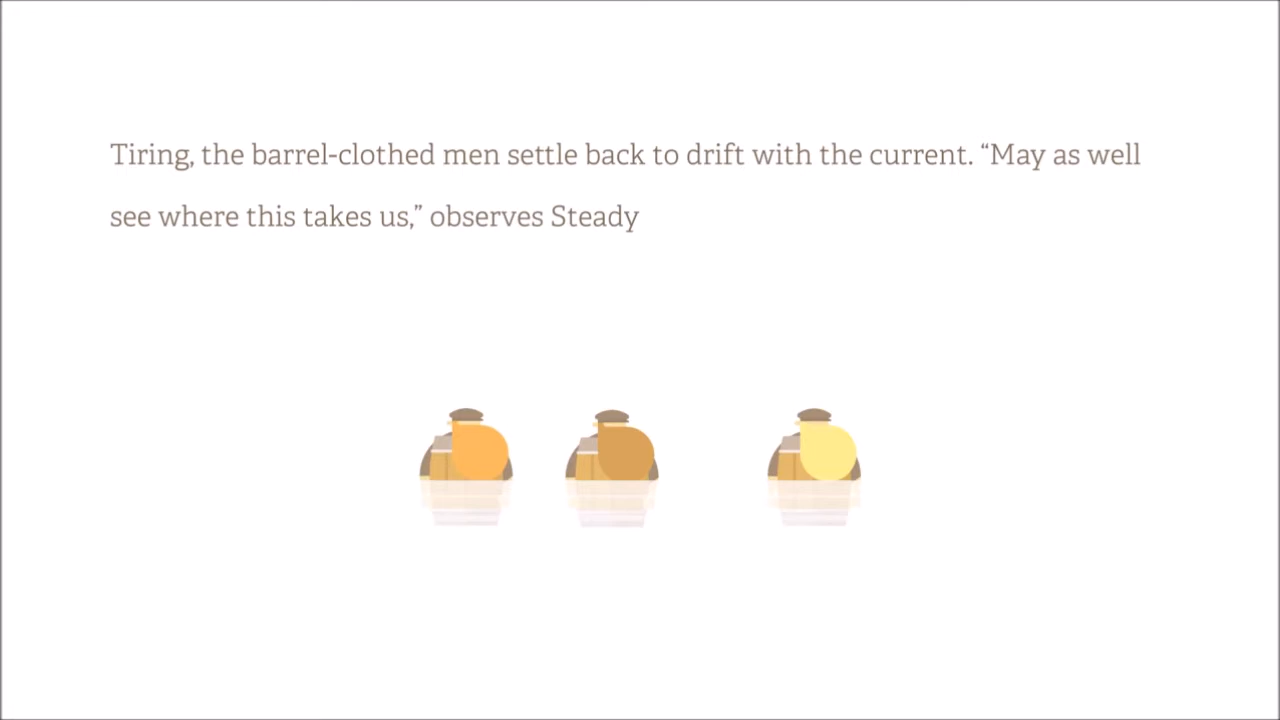 Tiring, the barrel-clothed men settle back to drift with the current. “May as well
see where this takes us,” observes Steady